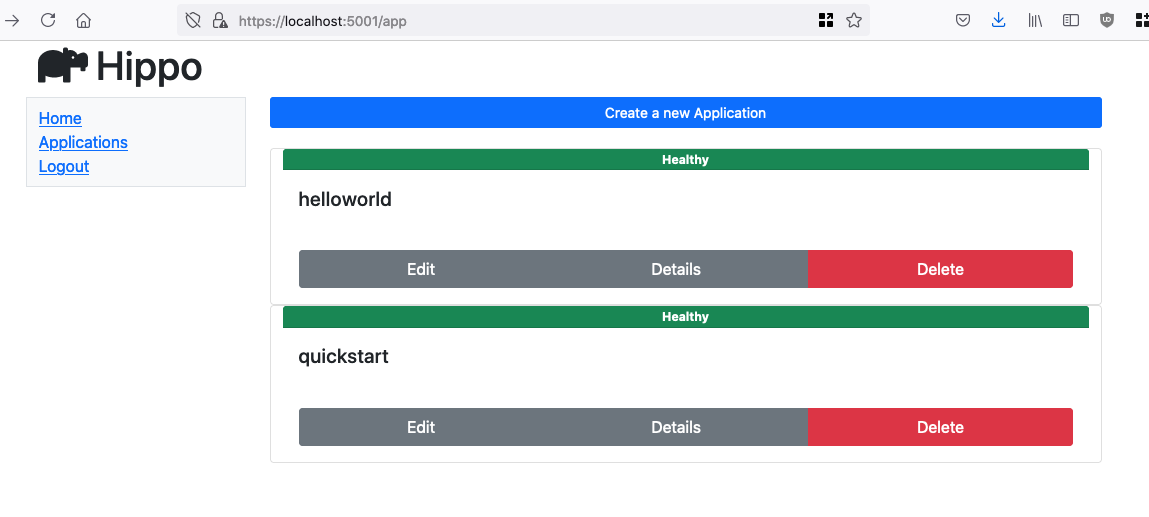 https://localhost:5001/app
Hippo
Home
Applications
Logout
Create a new Application
Healthy
helloworld
Edit Details Delete
Healthy
quickstart
Edit Details Delete